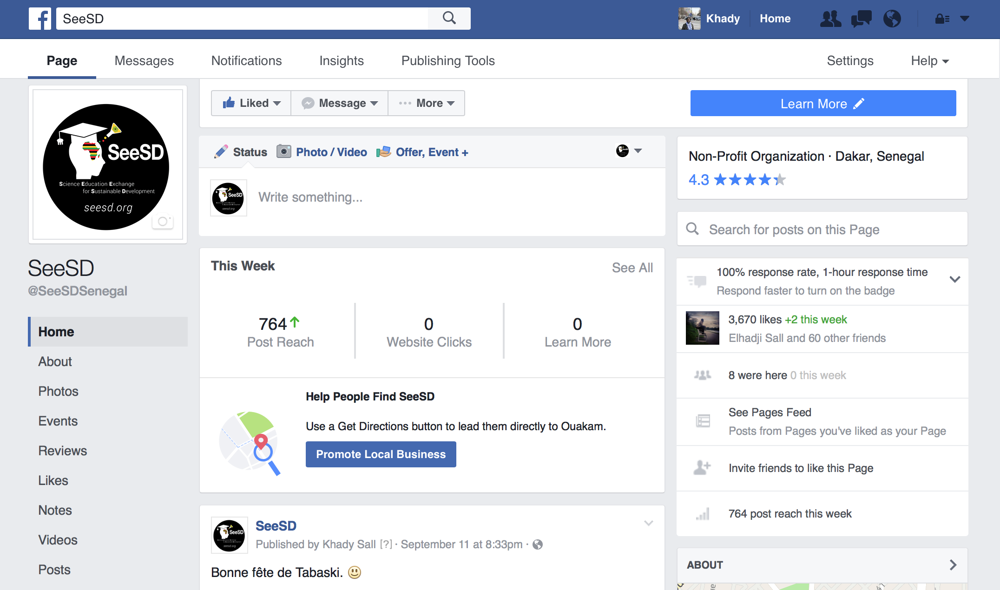 SeeSD
Khady
Home
Page
Messages
Notifications
Insights
Publishing Tools
Settings
Help
SeeSD
Science Education Exchange
for Sustainable Development
seesd.org
SeeSD
@SeeSDSenegal
Home
About
Photos
Events
Reviews
Likes
Notes
Videos
Posts
Liked
Message
More
Learn More
Status
Photo / Video
Offer, Event +
SeeSD
seesd.org
Write something...
This Week
See All
764
Post Reach
0
Website Clicks
0
Learn More
Help People Find SeeSD
Use a Get Directions button to lead them directly to Ouakam.
Promote Local Business
SeeSD
seesd.org
SeeSD
Published by Khady Sall [?] · September 11 at 8:33pm ·
Bonne fête de Tabaski.
Non-Profit Organization · Dakar, Senegal
4.3
Search for posts on this Page
100% response rate, 1-hour response time
Respond faster to turn on the badge
3,670 likes +2 this week
Elhadji Sall and 60 other friends
8 were here 0 this week
See Pages Feed
Posts from Pages you've liked as your Page
Invite friends to like this Page
764 post reach this week
ABOUT